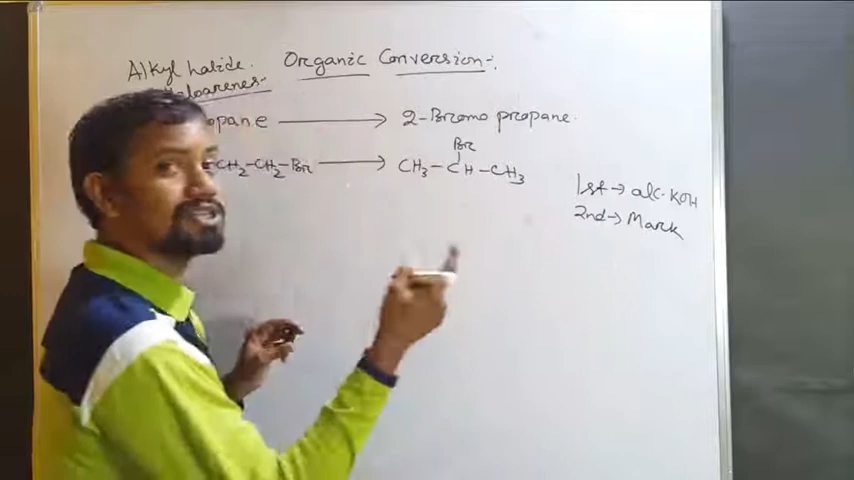 Alkyl halide. Organic Conversion:-
Haloarenes:-
opane → 2-Bromo propane.
Br
CH2-CH2-Br → CH3-CH-CH3
1st → alc. KOH
2nd → Mark